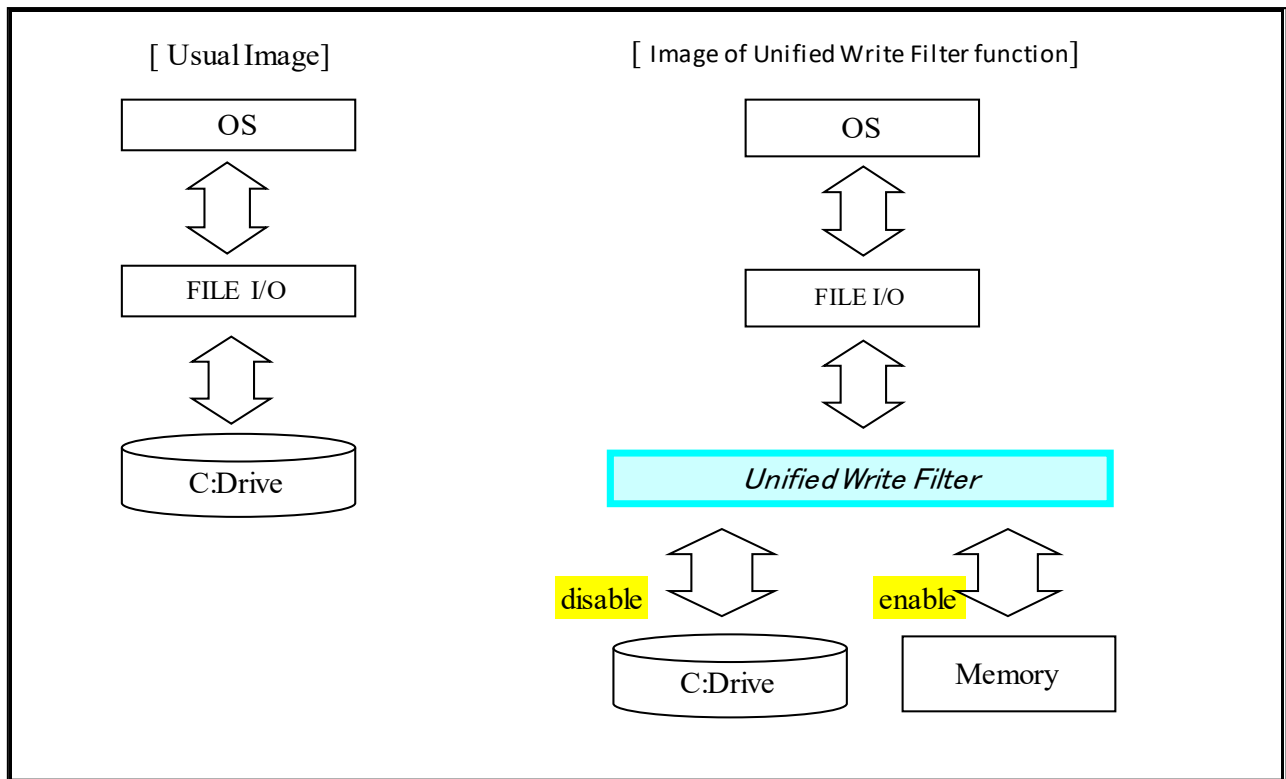 [ Usual Image]
OS
FILE I/O
C:Drive
[ Image of Unified Write Filter function]
OS
FILE I/O
Unified Write Filter
disable
enable
C:Drive
Memory